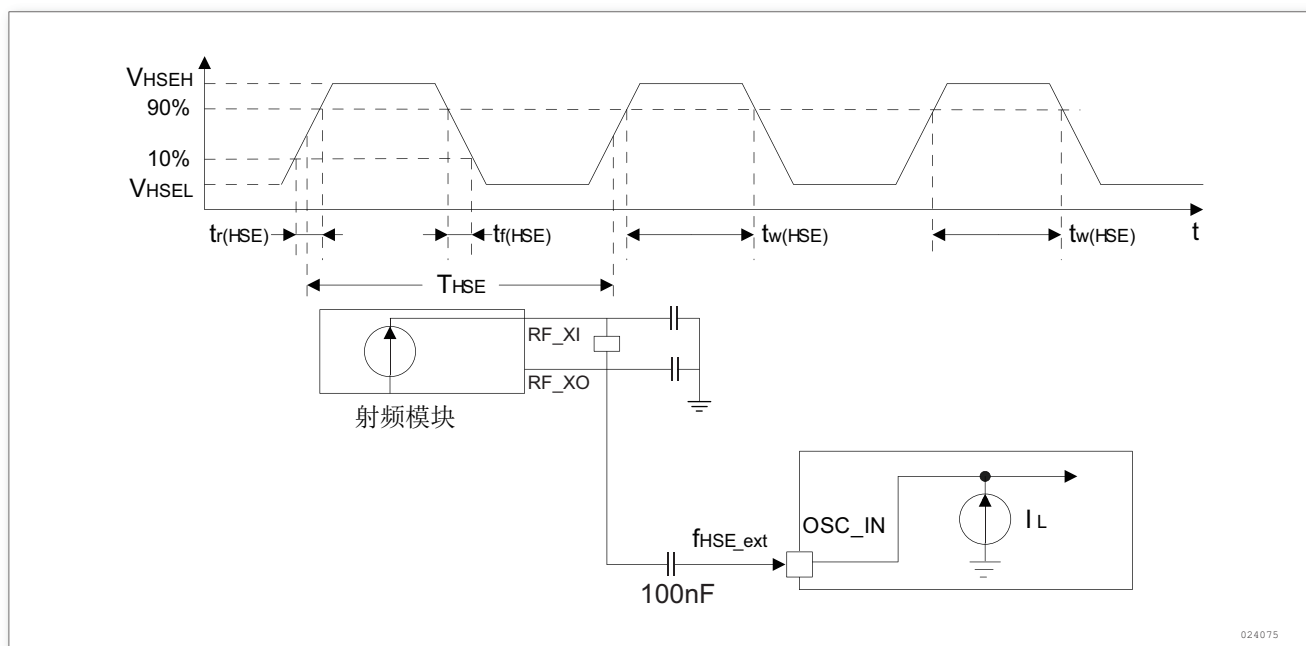 VHSEH
90%
10%
VHSEL
tr(HSE)
tf(HSE)
tw(HSE)
tw(HSE)
t
THSE
RF_XI
RF_XO
射频模块
OSC_IN
IL
fHSE_ext
100nF
024075